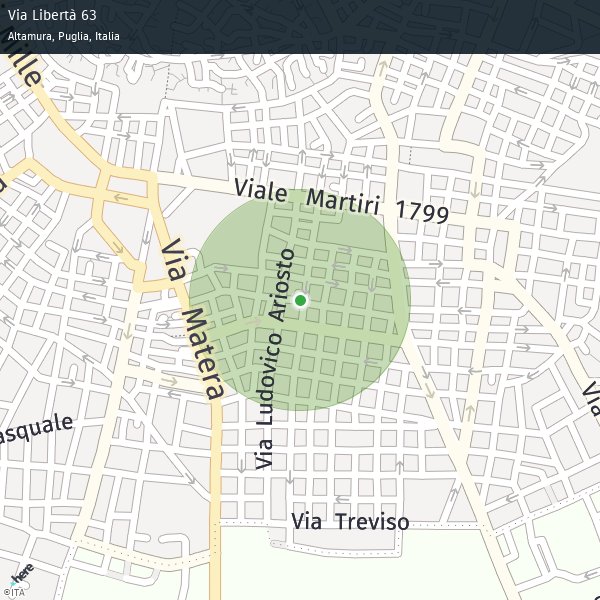 Via Libertà 63
Altamura, Puglia, Italia
Viale Martiri 1799
Via Matera
Via Ludovico Ariosto
asquale
Via
Via Treviso
here
©ITA